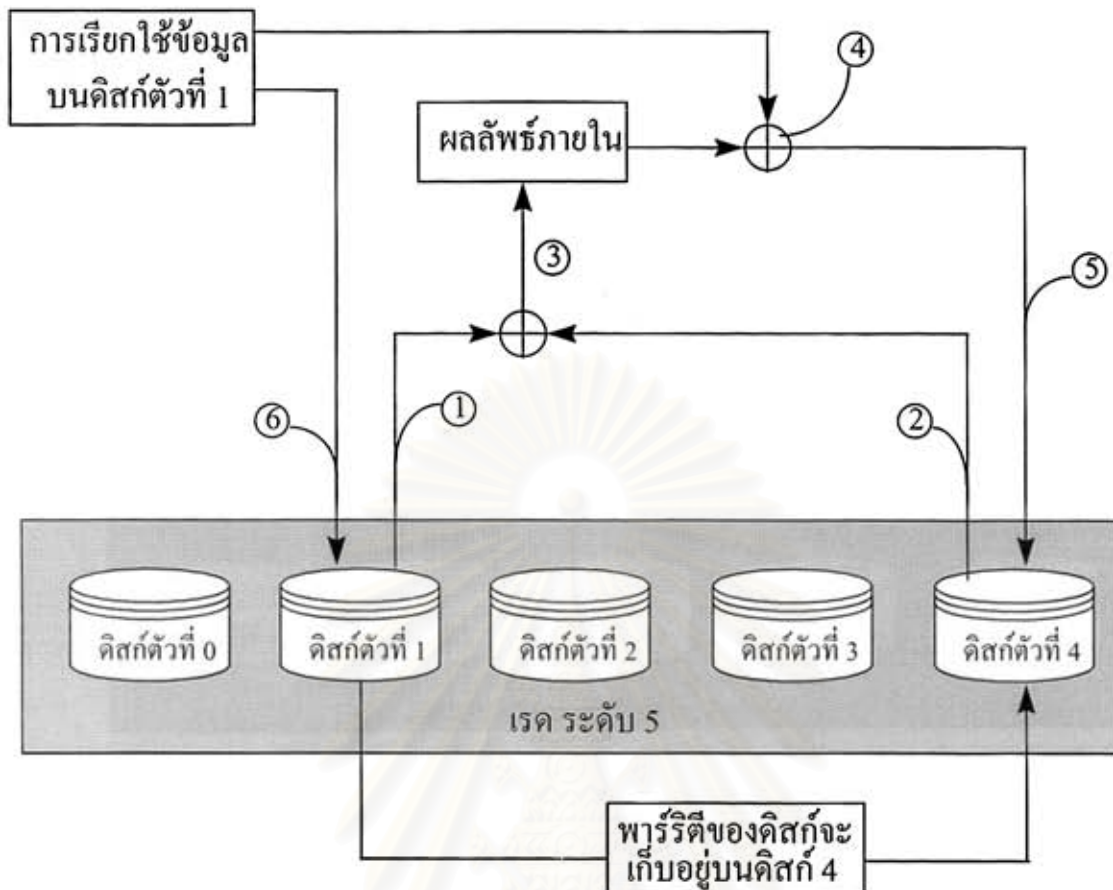 การเรียกใช้ข้อมูล
บนดิสก์ตัวที่ 1
④
ผลลัพธ์ภายใน
③
⑤
⑥
①
②
ดิสก์ตัวที่ 0
ดิสก์ตัวที่ 1
ดิสก์ตัวที่ 2
ดิสก์ตัวที่ 3
ดิสก์ตัวที่ 4
เรด ระดับ 5
พาร์ริตีของดิสก์จะ
เก็บอยู่บนดิสก์ 4